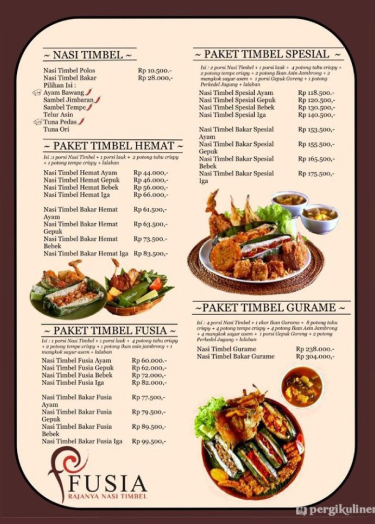 ~ NASI TIMBEL ~
Nasi Timbel Polos Rp 10.500,-
Nasi Timbel Bakar Rp 28.000,-
Pilihan Isi :
Ayam Bawang
Sambel Jimbaran
Sambel Tempe
Telur Asin
Tuna Pedas
Tuna Ori
~PAKET TIMBEL HEMAT ~
Isi : 1 porsi Nasi Timbel + 1 porsi lauk + 2 potong tahu crispy
+ 1 potong tempe crispy + lalaban
Nasi Timbel Hemat Ayam Rp 44.000,-
Nasi Timbel Hemat Gepuk Rp 46.000,-
Nasi Timbel Hemat Bebek Rp 56.000,-
Nasi Timbel Hemat Iga Rp 66.000,-
Nasi Timbel Bakar Hemat Rp 61.500,-
Ayam
Nasi Timbel Bakar Hemat Rp 63.500,-
Gepuk
Nasi Timbel Bakar Hemat Rp 73.500,-
Bebek
Nasi Timbel Bakar Hemat Iga Rp 83.500,-
~ PAKET TIMBEL FUSIA ~
Isi : 1 porsi Nasi Timbel + 1 porsi lauk + 4 potong tahu crispy
+ 2 potong tempe crispy + 1 potong Ikan asin jambrong + 1
mangkok sayur asem + lalaban
Nasi Timbel Fusia Ayam Rp 60.000,-
Nasi Timbel Fusia Gepuk Rp 62.000,-
Nasi Timbel Fusia Bebek Rp 72.000,-
Nasi Timbel Fusia Iga Rp 82.000,-
Nasi Timbel Bakar Fusia Rp 77.500,-
Ayam
Nasi Timbel Bakar Fusia Rp 79.500,-
Gepuk
Nasi Timbel Bakar Fusia Rp 89.500,-
Bebek
Nasi Timbel Bakar Fusia Iga Rp 99.500,-
FUSIA
RAJANYA NASI TIMBEL
~ PAKET TIMBEL SPESIAL ~
Isi : 2 porsi Nasi Timbel + 1 porsi lauk + 4 potong tahu crispy
+ 2 potong tempe crispy + 2 potong Ikan Asin Jambrong + 2
mangkok sayur asem + 1 porsi Gepuk Goreng + 1 potong
Perkedel Jagung + lalaban
Nasi Timbel Spesial Ayam Rp 118.500,-
Nasi Timbel Spesial Gepuk Rp 120.500,-
Nasi Timbel Spesial Bebek Rp 130.500,-
Nasi Timbel Spesial Iga Rp 140.500,-
Nasi Timbel Bakar Spesial Rp 153.500,-
Ayam
Nasi Timbel Bakar Spesial Rp 155.500,-
Gepuk
Nasi Timbel Bakar Spesial Rp 165.500,-
Bebek
Nasi Timbel Bakar Spesial Rp 175.500,-
Iga
~PAKET TIMBEL GURAME ~
Isi : 4 porsi Nasi Timbel + 1 ekor Ikan Gurame + 8 potong tahu
crispy + 4 potong tempe crispy + 4 potong Ikan Asin Jambrong
+ 4 mangkok sayur asem + 1 porsi Gepuk Goreng + 2 potong
Perkedel Jagung + lalaban
Nasi Timbel Gurame Rp 238.000,-
Nasi Timbel Bakar Gurame Rp 304.000,-
pergikuliner